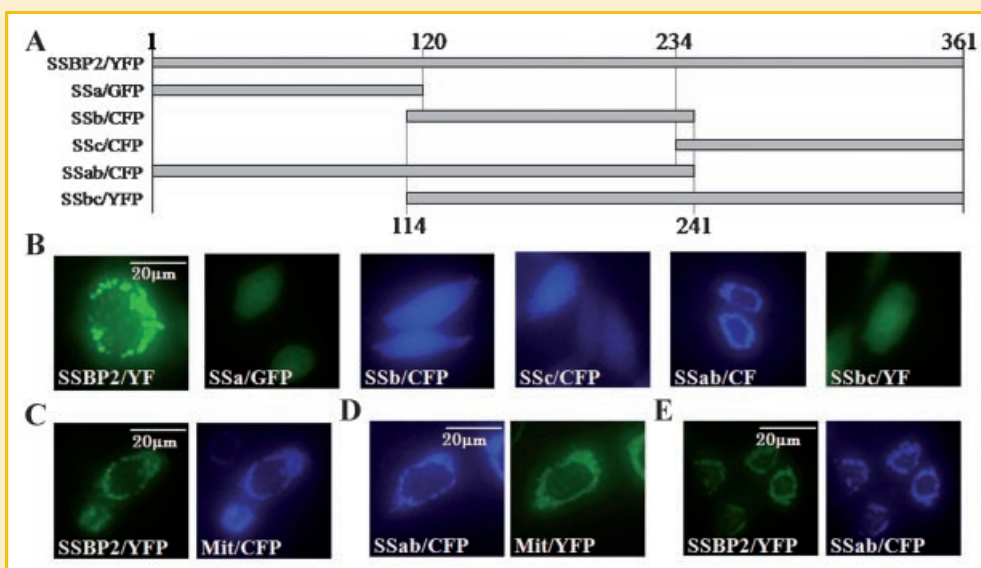 A
1 120 234 361
SSBP2/YFP
SSa/GFP
SSb/CFP
SSc/CFP
SSab/CFP
SSbc/YFP
114 241
B
20μm
SSBP2/YF SSa/GFP SSb/CFP SSc/CFP SSab/CF SSbc/YF
C D E
20μm 20μm 20μm
SSBP2/YFP Mit/CFP SSab/CFP Mit/YFP SSBP2/YFP SSab/CFP